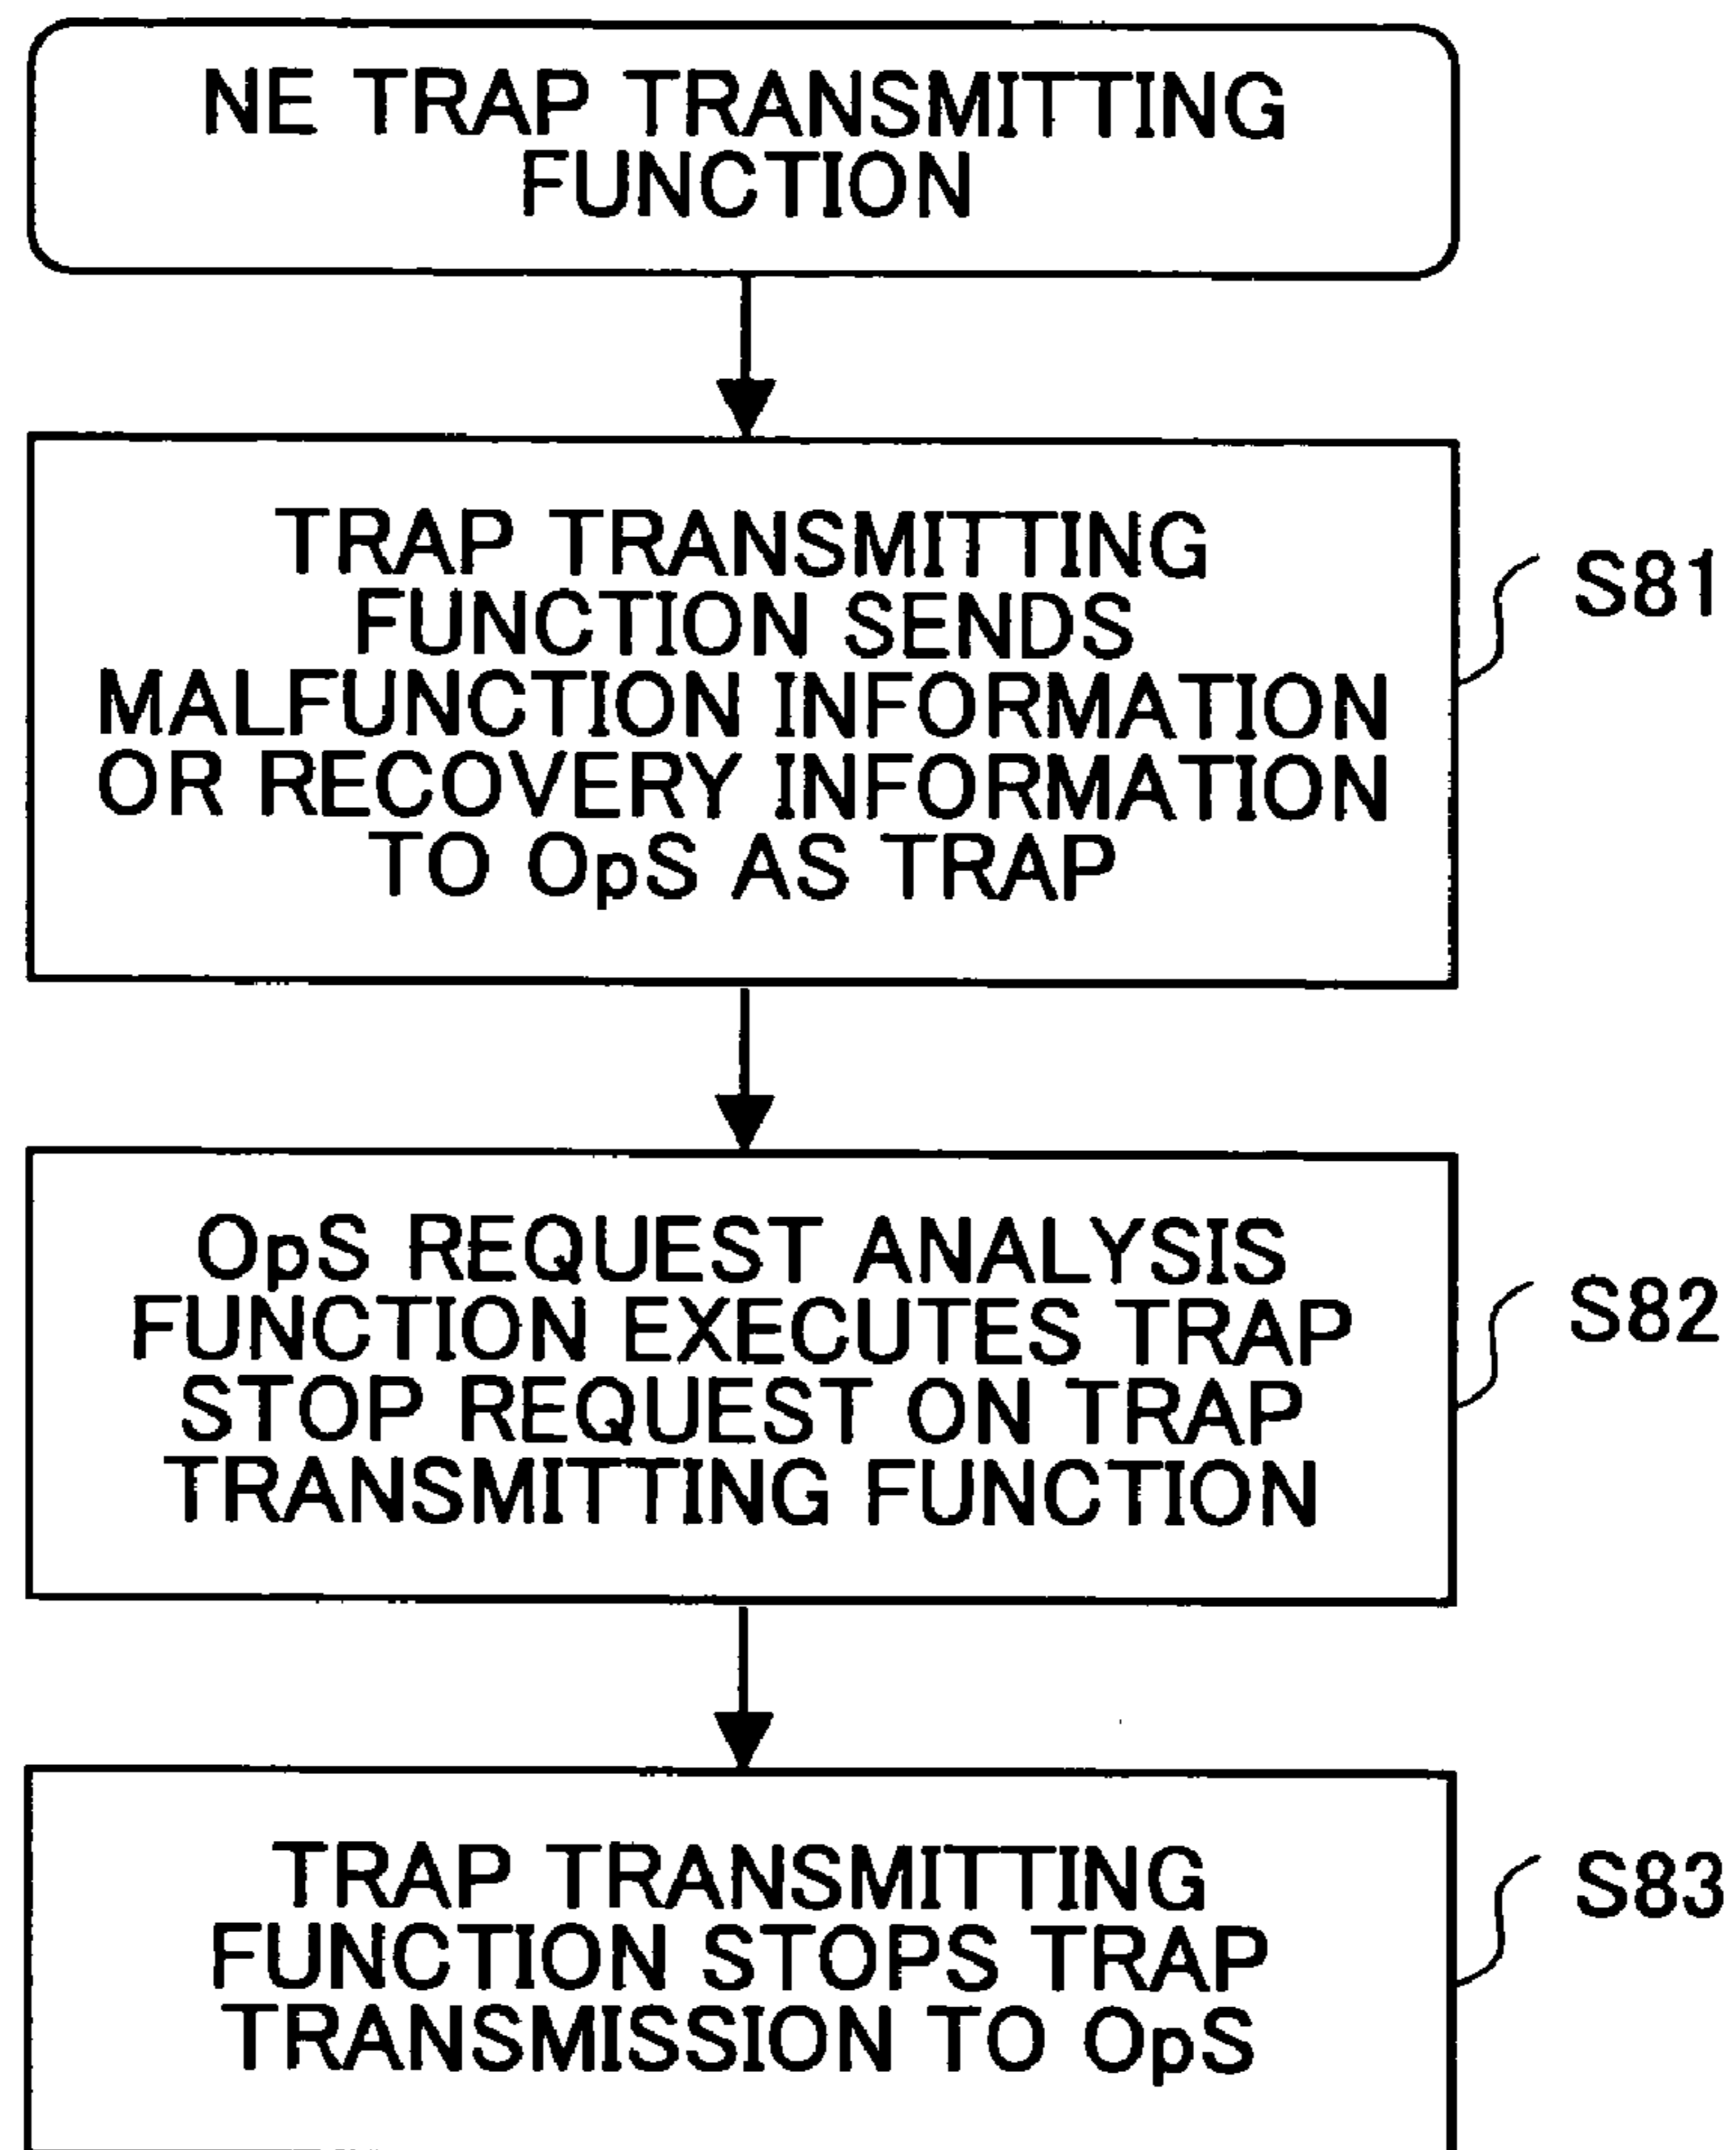 NE TRAP TRANSMITTING
FUNCTION
TRAP TRANSMITTING
FUNCTION SENDS
MALFUNCTION INFORMATION
OR RECOVERY INFORMATION
TO OpS AS TRAP
S81
OpS REQUEST ANALYSIS
FUNCTION EXECUTES TRAP
STOP REQUEST ON TRAP
TRANSMITTING FUNCTION
S82
TRAP TRANSMITTING
FUNCTION STOPS TRAP
TRANSMISSION TO OpS
S83